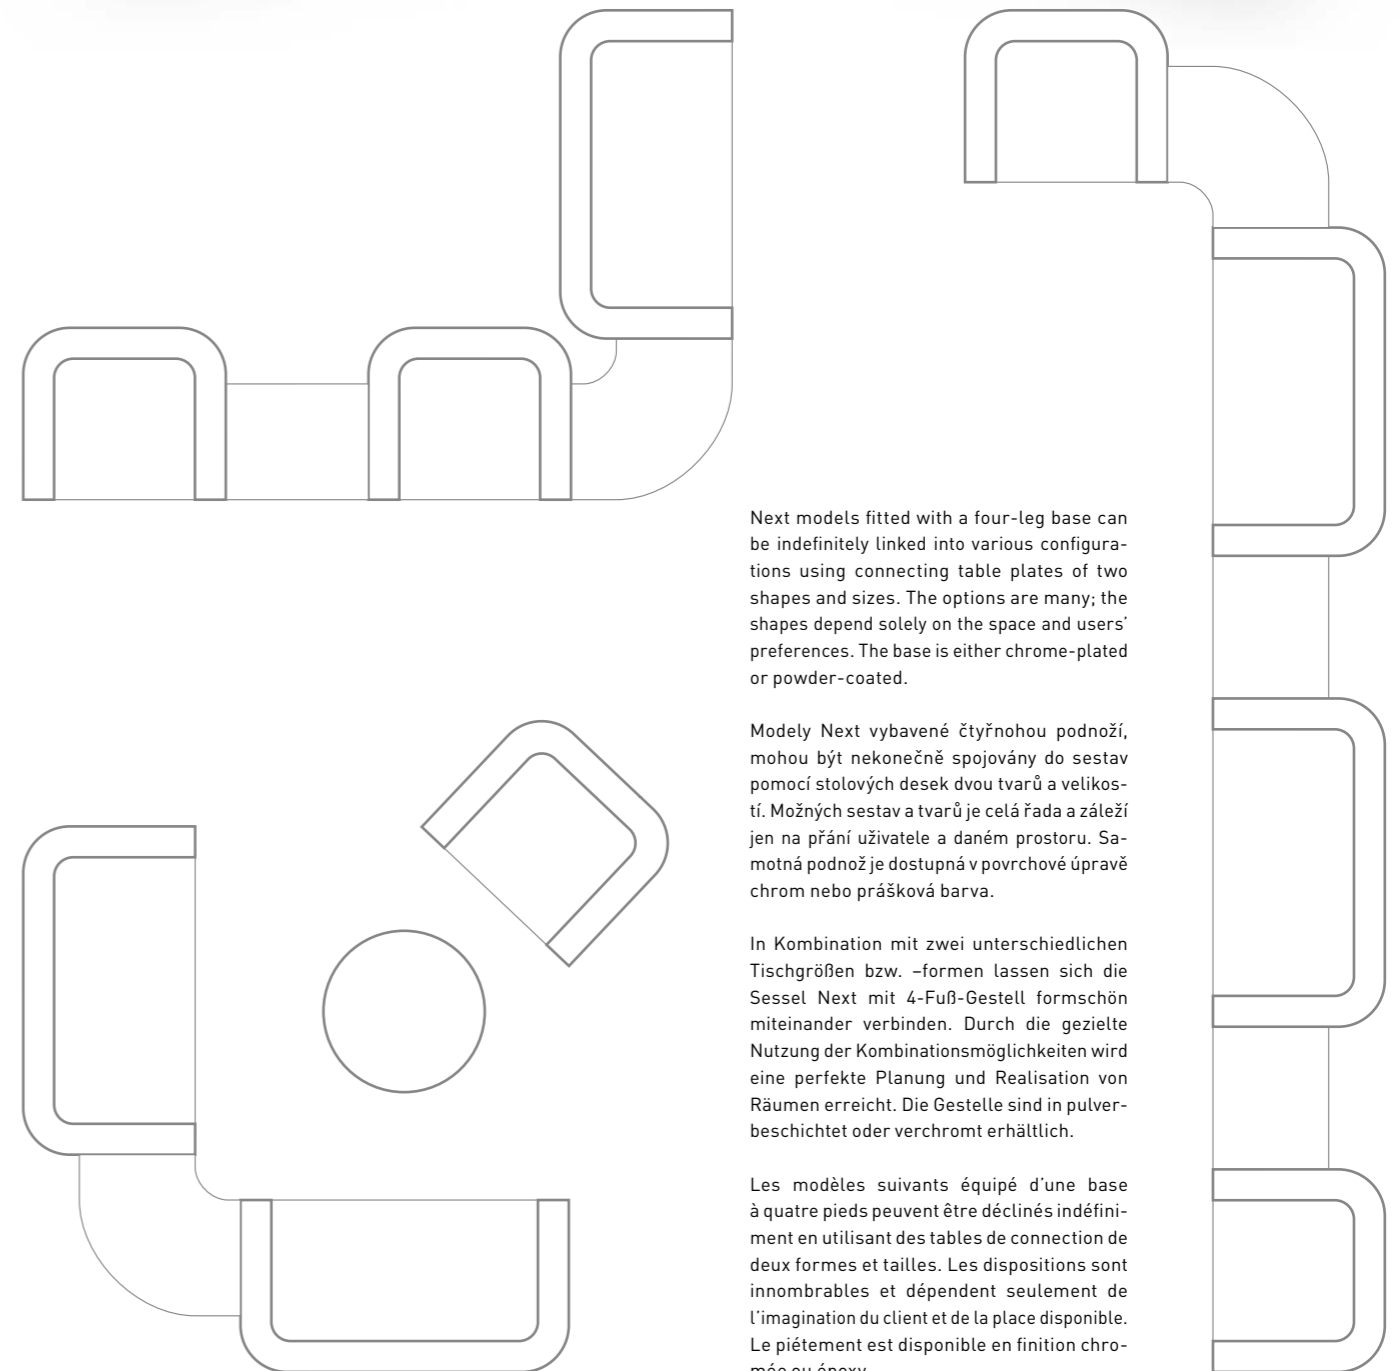 Next models fitted with a four-leg base can
be indefinitely linked into various configura-
tions using connecting table plates of two
shapes and sizes. The options are many; the
shapes depend solely on the space and users'
preferences. The base is either chrome-plated
or powder-coated.
Modely Next vybavené čtyřnohou podnoží,
mohou být nekonečně spojovány do sestav
pomocí stolových desek dvou tvarů a velikos-
tí. Možných sestav a tvarů je celá řada a záleží
jen na přání uživatele a daném prostoru. Sa-
motná podnož je dostupná v povrchové úpravě
chrom nebo prášková barva.
In Kombination mit zwei unterschiedlichen
Tischgrößen bzw. –formen lassen sich die
Sessel Next mit 4-Fuß-Gestell formschön
miteinander verbinden. Durch die gezielte
Nutzung der Kombinationsmöglichkeiten wird
eine perfekte Planung und Realisation von
Räumen erreicht. Die Gestelle sind in pulver-
beschichtet oder verchromt erhältlich.
Les modèles suivants équipé d'une base
à quatre pieds peuvent être déclinés indéfini-
ment en utilisant des tables de connection de
deux formes et tailles. Les dispositions sont
innombrables et dépendent seulement de
l'imagination du client et de la place disponible.
Le piétement est disponible en finition chro-
mée ou époxy